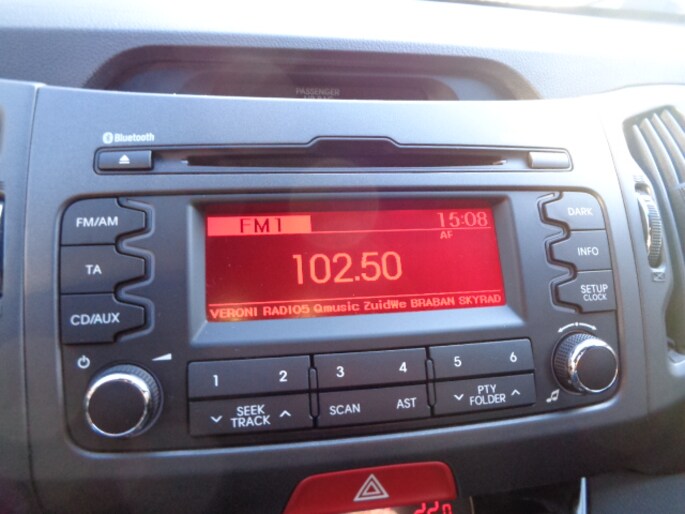 PASSENGER
Bluetooth
FM/AM
TA
CD/AUX
FM1 15:08
AF
102.50
VERONI RADIO5 Qmusic ZuidWe BRABAN SKYRAD
DARK
INFO
SETUP
CLOCK
1 2 3 4 5 6
SEEK
TRACK
SCAN AST
PTY
FOLDER